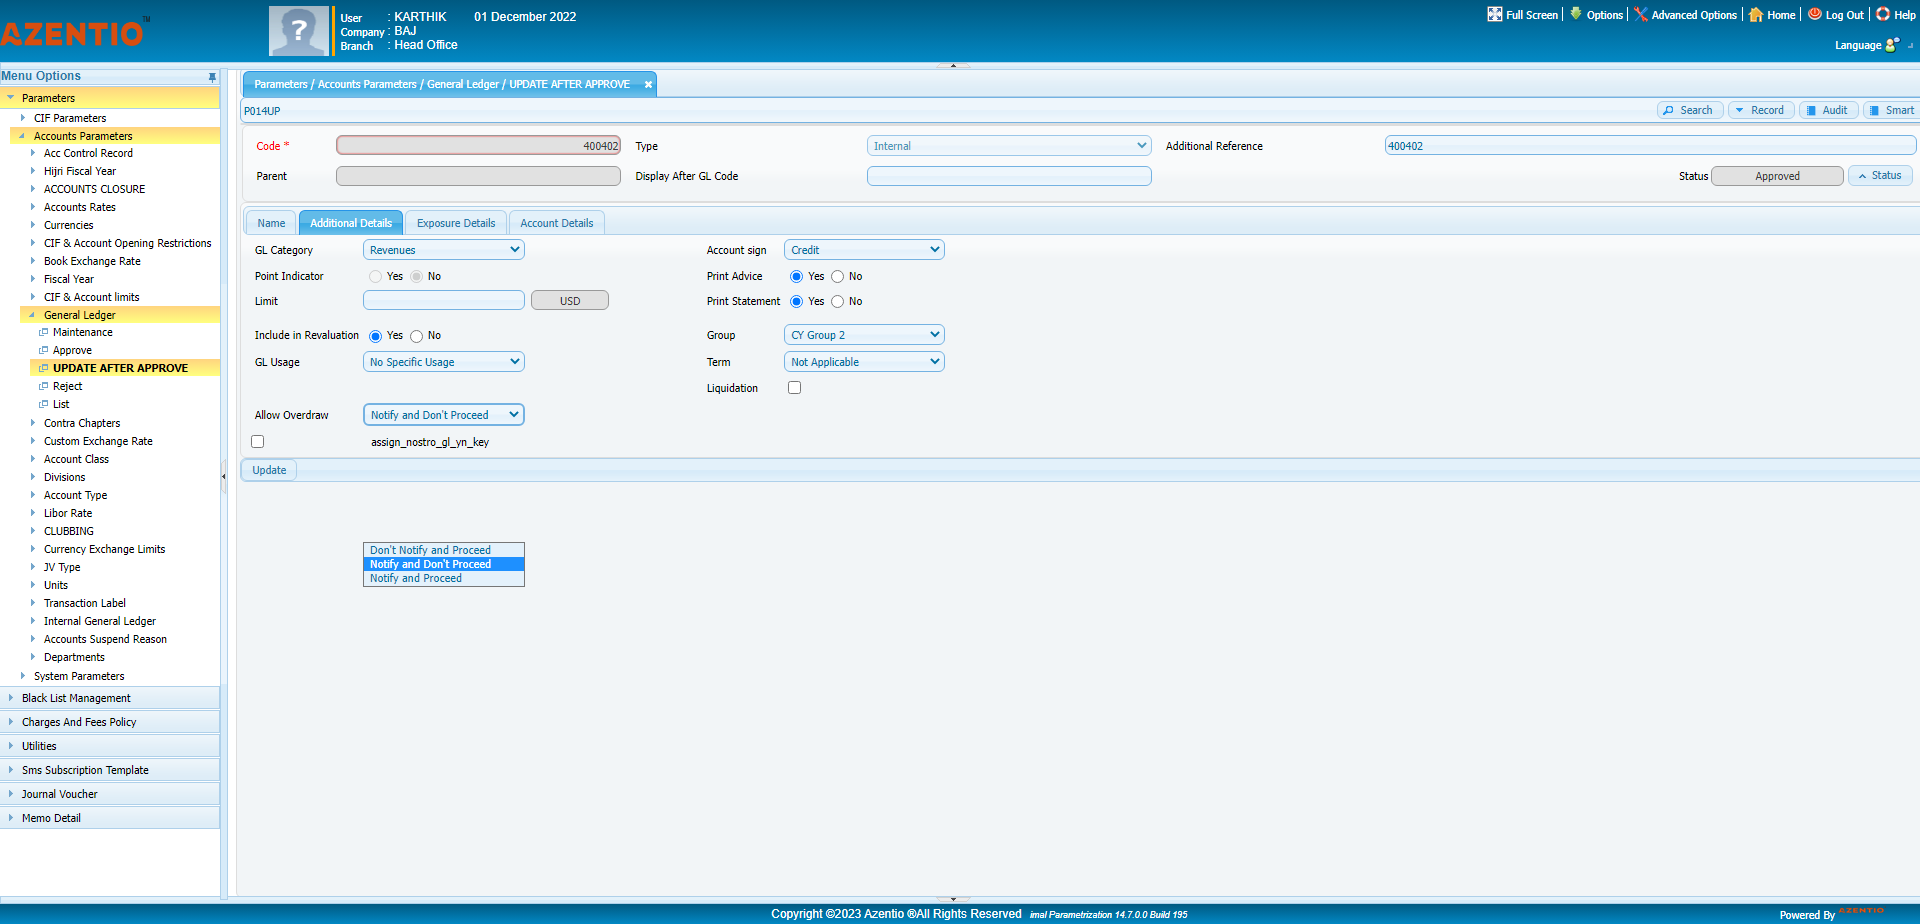 AZENTIO™
User : KARTHIK 01 December 2022
Company : BAJ
Branch : Head Office
Full Screen Options Advanced Options Home Log Out Help
Language
Menu Options
Parameters
CIF Parameters
Accounts Parameters
Acc Control Record
Hijri Fiscal Year
ACCOUNTS CLOSURE
Accounts Rates
Currencies
CIF & Account Opening Restrictions
Book Exchange Rate
Fiscal Year
CIF & Account limits
General Ledger
Maintenance
Approve
UPDATE AFTER APPROVE
Reject
List
Contra Chapters
Custom Exchange Rate
Account Class
Divisions
Account Type
Libor Rate
CLUBBING
Currency Exchange Limits
JV Type
Units
Transaction Label
Internal General Ledger
Accounts Suspend Reason
Departments
System Parameters
Black List Management
Charges And Fees Policy
Utilities
Sms Subscription Template
Journal Voucher
Memo Detail
Parameters / Accounts Parameters / General Ledger / UPDATE AFTER APPROVE
P014UP
Search Record Audit Smart
Code * 400402 Type Internal Additional Reference 400402
Parent Display After GL Code Status Approved Status
Name Additional Details Exposure Details Account Details
GL Category Revenues Account sign Credit
Point Indicator Yes No Print Advice Yes No
Limit USD Print Statement Yes No
Include in Revaluation Yes No Group CY Group 2
GL Usage No Specific Usage Term Not Applicable
Liquidation
Allow Overdraw Notify and Don't Proceed
assign_nostro_gl_yn_key
Update
Don't Notify and Proceed
Notify and Don't Proceed
Notify and Proceed
Copyright ©2023 Azentio ®All Rights Reserved imal Parametrization 14.7.0.0 Build 195
Powered By AZENTIO